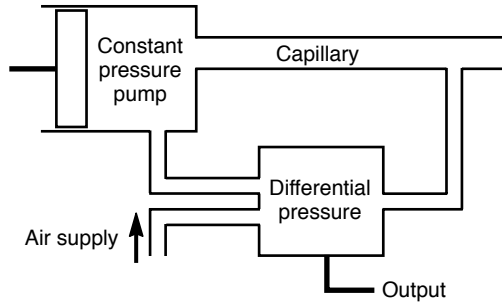 Constant
pressure
pump
Capillary
Differential
pressure
Air supply
Output